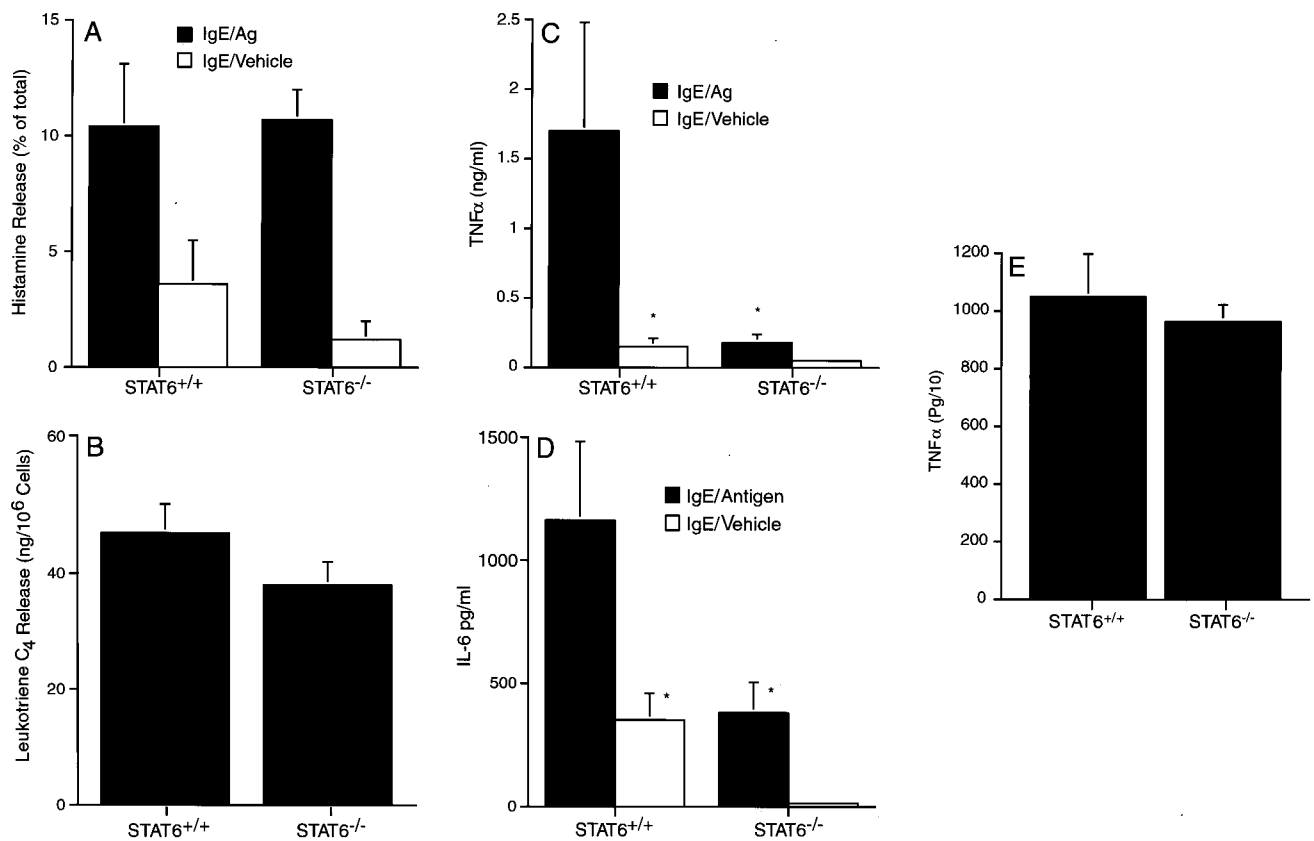 A
IgE/Ag
IgE/Vehicle
Histamine Release (% of total)
15
10
5
0
STAT6+/+
STAT6-/-
B
Leukotriene C4 Release (ng/10^6 Cells)
60
40
20
0
STAT6+/+
STAT6-/-
C
IgE/Ag
IgE/Vehicle
TNFα (ng/ml)
2.5
2
1.5
1
0.5
0
*
*
STAT6+/+
STAT6-/-
D
IgE/Antigen
IgE/Vehicle
IL-6 pg/ml
1500
1000
500
0
*
*
STAT6+/+
STAT6-/-
E
TNFα (Pg/10)
1200
1000
800
600
400
200
0
STAT6+/+
STAT6-/-